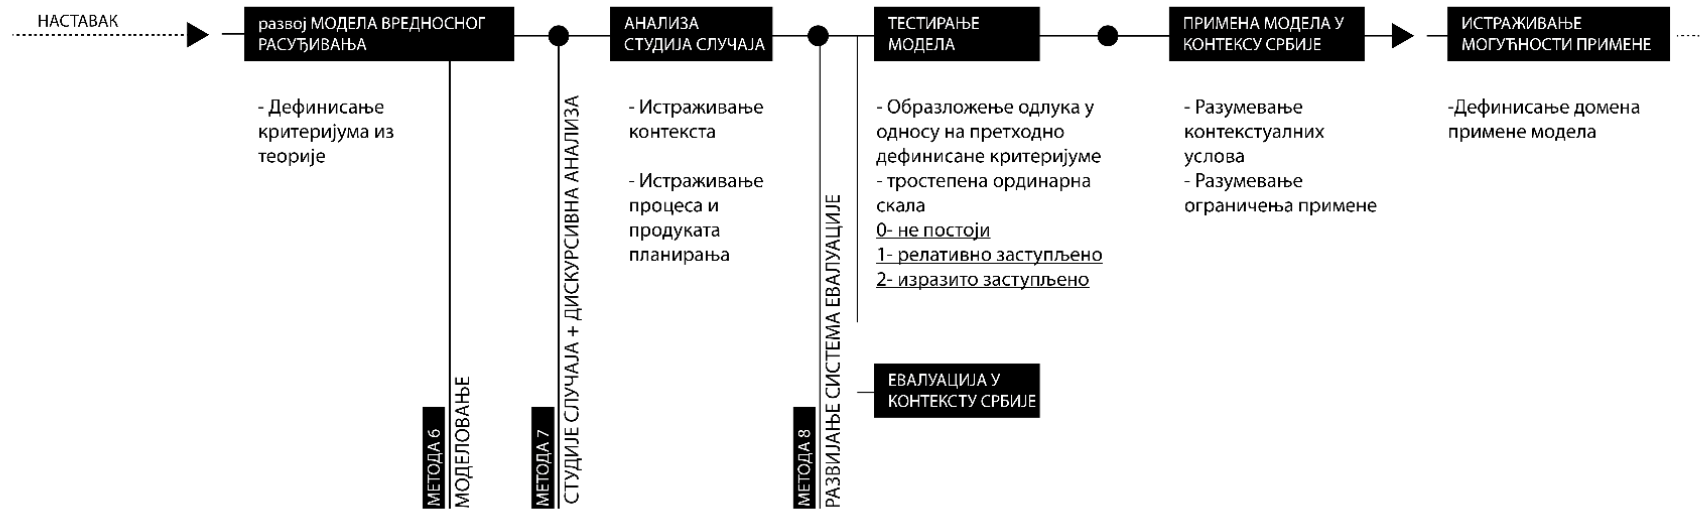 НАСТАВАК
развој МОДЕЛА ВРЕДНОСНОГ
РАСУЂИВАЊА
- Дефинисање
критеријума из
теорије
МЕТОДА 6
МОДЕЛОВАЊЕ
МЕТОДА 7
СТУДИЈЕ СЛУЧАЈА + ДИСКУРСИВНА АНАЛИЗА
АНАЛИЗА
СТУДИЈА СЛУЧАЈА
- Истраживање
контекста
- Истраживање
процеса и
продуката
планирања
МЕТОДА 8
РАЗВИЈАЊЕ СИСТЕМА ЕВАЛУАЦИЈЕ
ТЕСТИРАЊЕ
МОДЕЛА
- Образложење одлука у
односу на претходно
дефинисане критеријуме
- тростепена ординарна
скала
0- не постоји
1- релативно заступљено
2- изразито заступљено
ЕВАЛУАЦИЈА У
КОНТЕКСТУ СРБИЈЕ
ПРИМЕНА МОДЕЛА У
КОНТЕКСУ СРБИЈЕ
- Разумевање
контекстуалних
услова
- Разумевање
ограничења примене
ИСТРАЖИВАЊЕ
МОГУЋНОСТИ ПРИМЕНЕ
-Дефинисање домена
примене модела